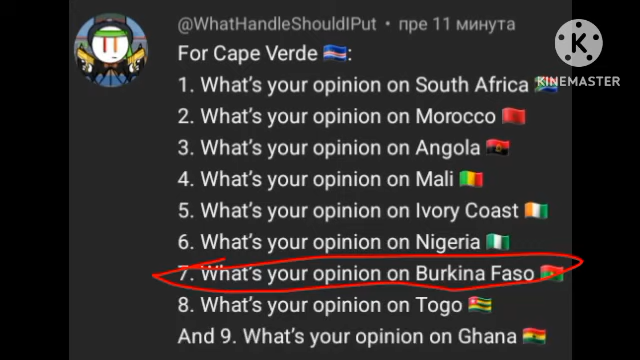 @WhatHandleShouldIPut • пре 11 минута
For Cape Verde 🇨🇻:
1. What's your opinion on South Africa 🇿🇦
KINEMASTER
2. What's your opinion on Morocco 🇲🇦
3. What's your opinion on Angola 🇦🇴
4. What's your opinion on Mali 🇲🇱
5. What's your opinion on Ivory Coast 🇨🇮
6. What's your opinion on Nigeria 🇳🇬
7. What's your opinion on Burkina Faso 🇧🇫
8. What's your opinion on Togo 🇹🇬
And 9. What's your opinion on Ghana 🇬🇭